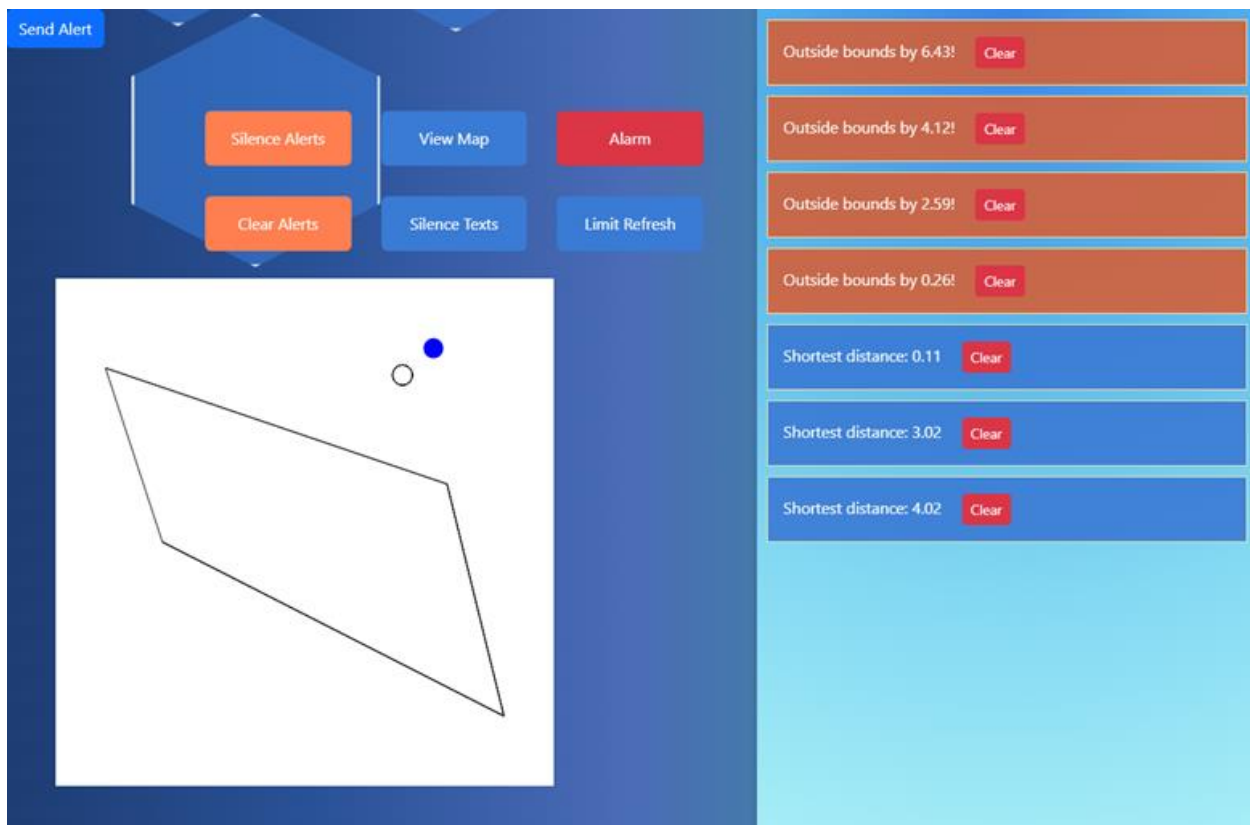 Send Alert
Silence Alerts
View Map
Alarm
Clear Alerts
Silence Texts
Limit Refresh
Outside bounds by 6.43! Clear
Outside bounds by 4.12! Clear
Outside bounds by 2.59! Clear
Outside bounds by 0.26! Clear
Shortest distance: 0.11 Clear
Shortest distance: 3.02 Clear
Shortest distance: 4.02 Clear